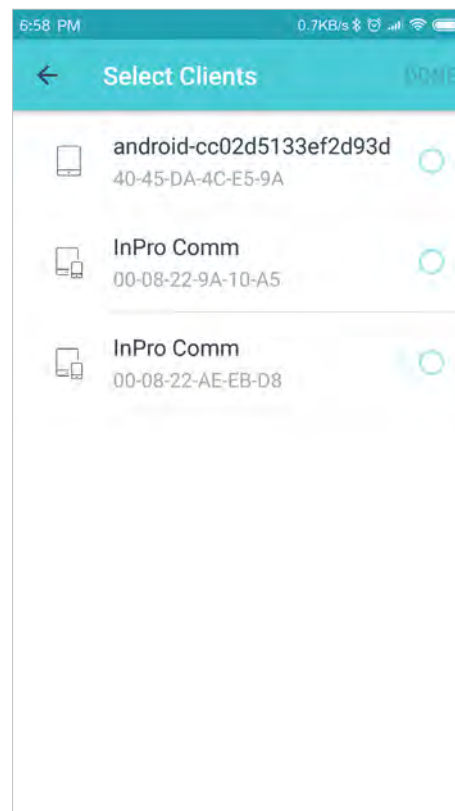 6:58 PM 0.7KB/s
Select Clients DONE
android-cc02d5133ef2d93d
40-45-DA-4C-E5-9A
InPro Comm
00-08-22-9A-10-A5
InPro Comm
00-08-22-AE-EB-D8